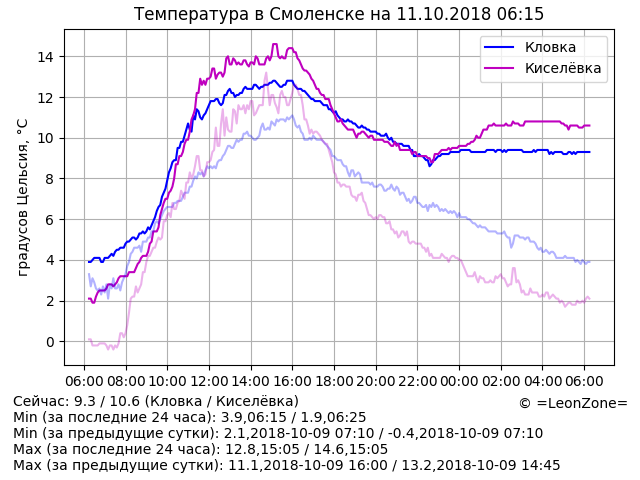 Температура в Смоленске на 11.10.2018 06:15
градусов Цельсия, °C
14
12
10
8
6
4
2
0
Кловка
Киселёвка
06:00 08:00 10:00 12:00 14:00 16:00 18:00 20:00 22:00 00:00 02:00 04:00 06:00
Сейчас: 9.3 / 10.6 (Кловка / Киселёвка)
© =LeonZone=
Min (за последние 24 часа): 3.9,06:15 / 1.9,06:25
Min (за предыдущие сутки): 2.1,2018-10-09 07:10 / -0.4,2018-10-09 07:10
Max (за последние 24 часа): 12.8,15:05 / 14.6,15:05
Max (за предыдущие сутки): 11.1,2018-10-09 16:00 / 13.2,2018-10-09 14:45